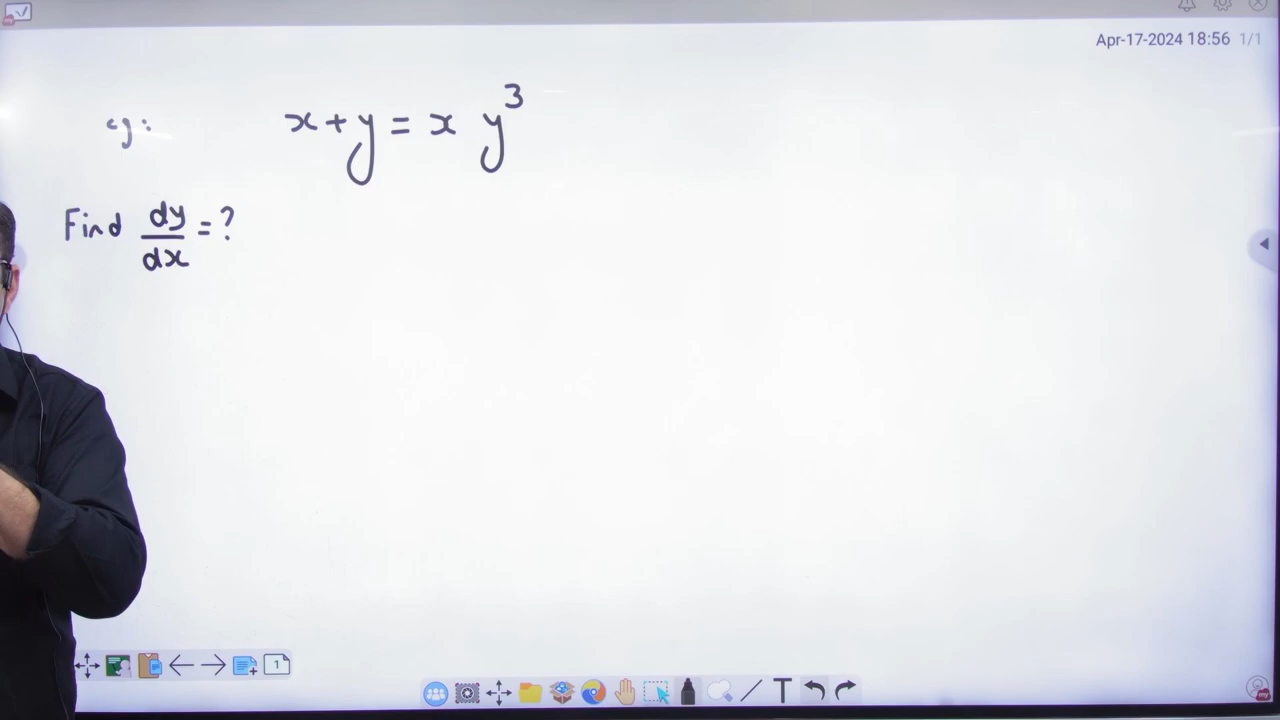 Apr-17-2024 18:56 1/1
eg: x + y = x y³
Find dy/dx = ?
1
T